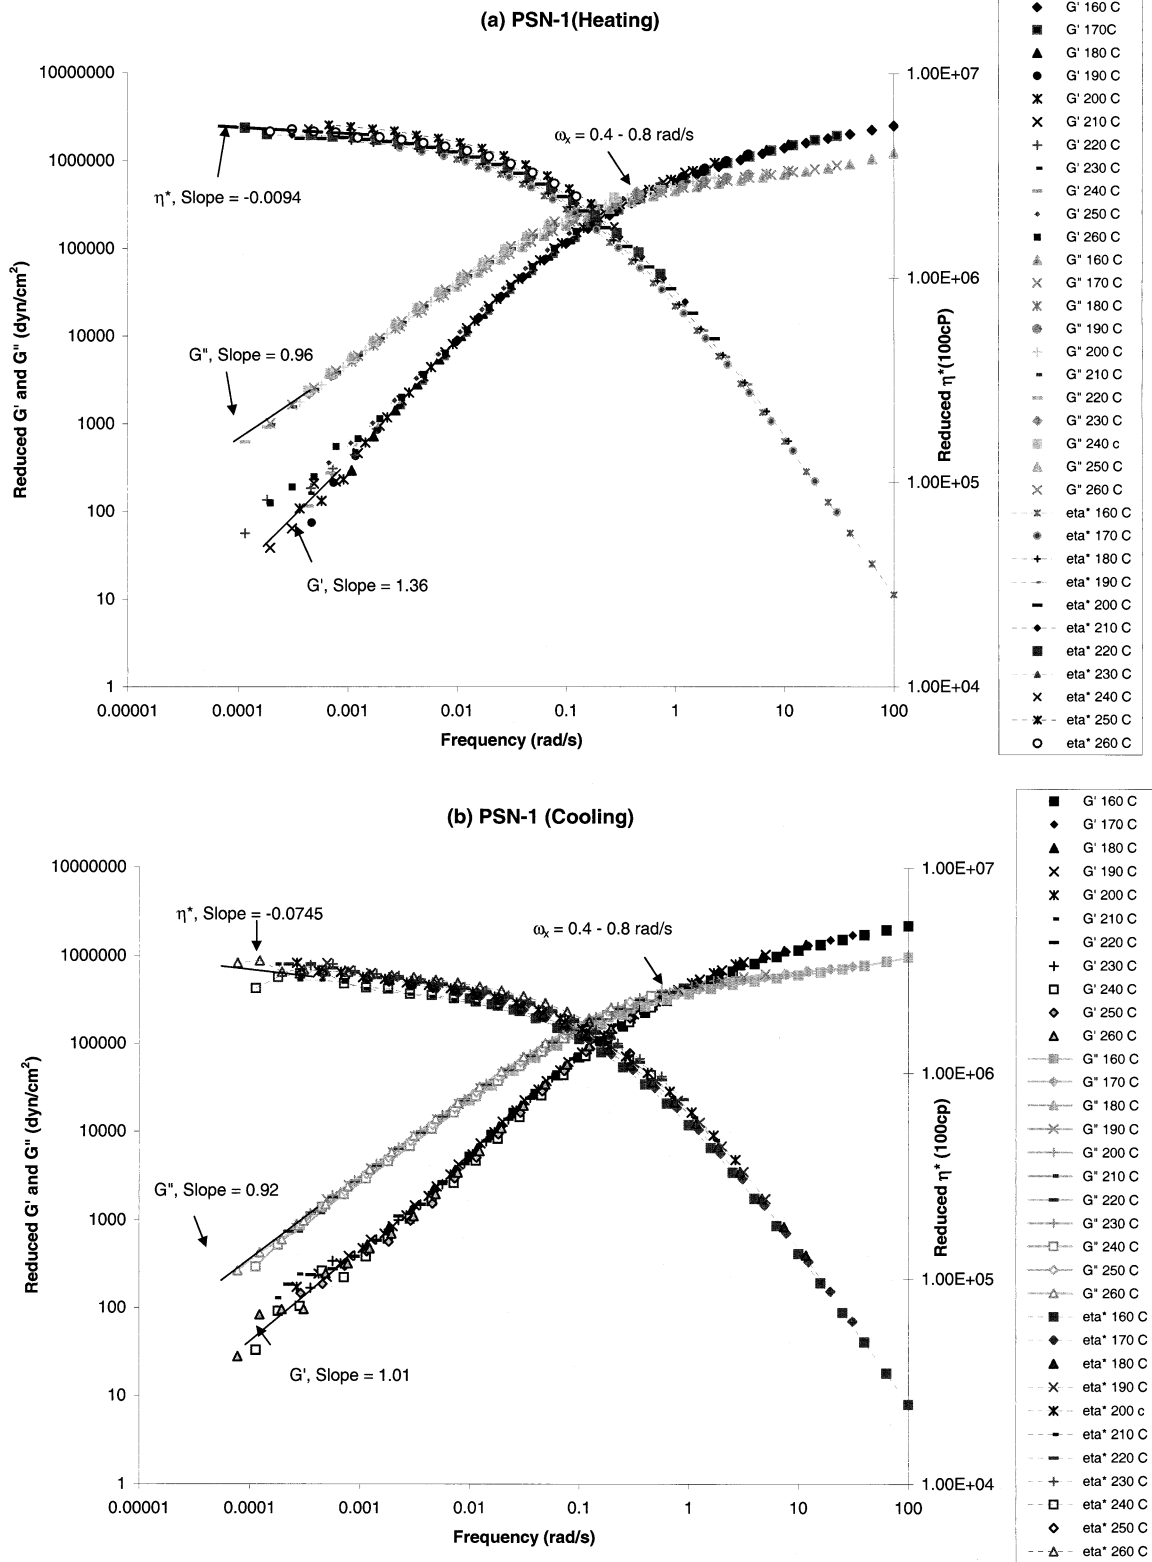 (a) PSN-1(Heating)
10000000
1000000
100000
10000
1000
100
10
1
Reduced G' and G" (dyn/cm2)
1.00E+07
1.00E+06
1.00E+05
1.00E+04
Reduced η*(100cP)
ωx = 0.4 - 0.8 rad/s
η*, Slope = -0.0094
G", Slope = 0.96
G', Slope = 1.36
0.00001
0.0001
0.001
0.01
0.1
1
10
100
Frequency (rad/s)
G' 160 C
G' 170C
G' 180 C
G' 190 C
G' 200 C
G' 210 C
G' 220 C
G' 230 C
G' 240 C
G' 250 C
G' 260 C
G" 160 C
G" 170 C
G" 180 C
G" 190 C
G" 200 C
G" 210 C
G" 220 C
G" 230 C
G" 240 c
G" 250 C
G" 260 C
eta* 160 C
eta* 170 C
eta* 180 C
eta* 190 C
eta* 200 C
eta* 210 C
eta* 220 C
eta* 230 C
eta* 240 C
eta* 250 C
eta* 260 C
(b) PSN-1 (Cooling)
10000000
1000000
100000
10000
1000
100
10
1
Reduced G' and G" (dyn/cm2)
1.00E+07
1.00E+06
1.00E+05
1.00E+04
Reduced η* (100cp)
η*, Slope = -0.0745
ωx = 0.4 - 0.8 rad/s
G", Slope = 0.92
G', Slope = 1.01
0.00001
0.0001
0.001
0.01
0.1
1
10
100
Frequency (rad/s)
G' 160 C
G' 170 C
G' 180 C
G' 190 C
G' 200 C
G' 210 C
G' 220 C
G' 230 C
G' 240 C
G' 250 C
G' 260 C
G" 160 C
G" 170 C
G" 180 C
G" 190 C
G" 200 C
G" 210 C
G" 220 C
G" 230 C
G" 240 C
G" 250 C
G" 260 C
eta* 160 C
eta* 170 C
eta* 180 C
eta* 190 C
eta* 200 c
eta* 210 C
eta* 220 C
eta* 230 C
eta* 240 C
eta* 250 C
eta* 260 C